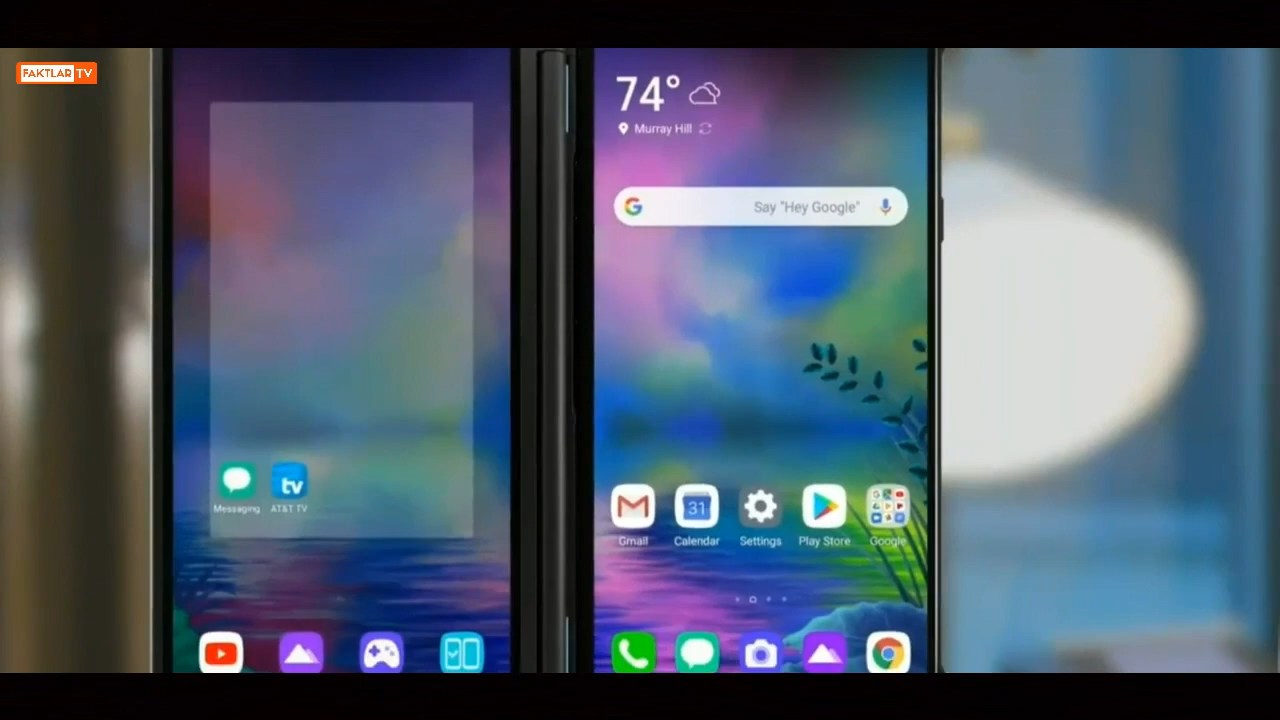 FAKTLAR TV
74°
Murray Hill
Say "Hey Google"
Messaging
AT&T TV
tv
31
Gmail
Calendar
Settings
Play Store
Google